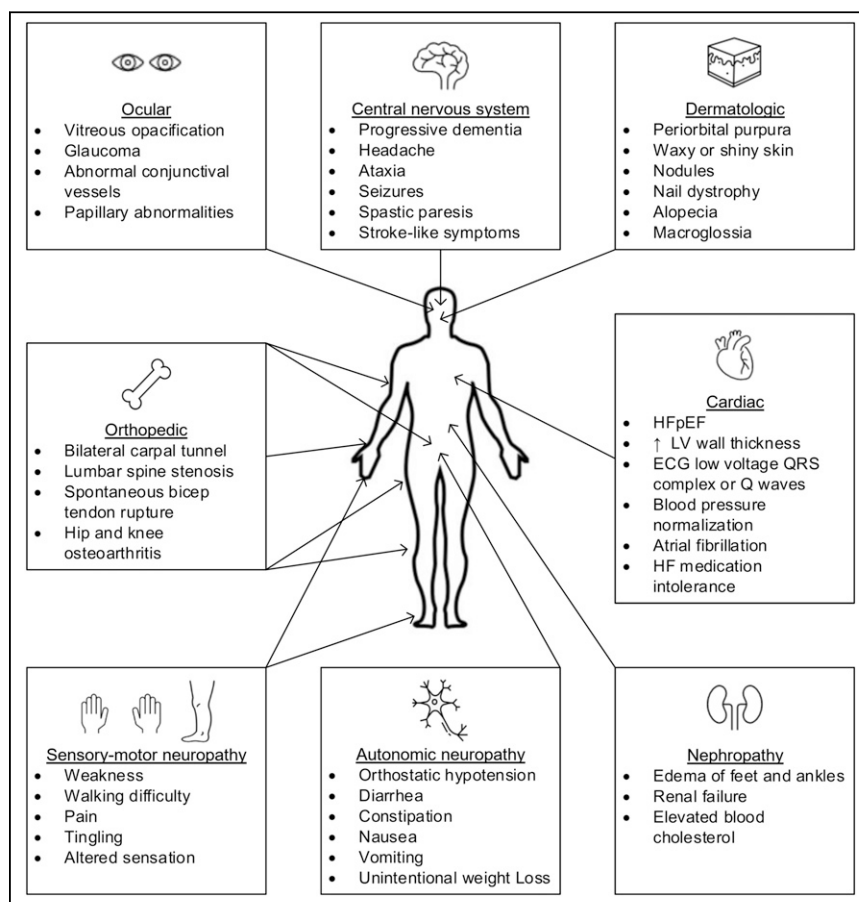 Ocular
• Vitreous opacification
• Glaucoma
• Abnormal conjunctival
vessels
• Papillary abnormalities
Central nervous system
• Progressive dementia
• Headache
• Ataxia
• Seizures
• Spastic paresis
• Stroke-like symptoms
Dermatologic
• Periorbital purpura
• Waxy or shiny skin
• Nodules
• Nail dystrophy
• Alopecia
• Macroglossia
Orthopedic
• Bilateral carpal tunnel
• Lumbar spine stenosis
• Spontaneous bicep
tendon rupture
• Hip and knee
osteoarthritis
Cardiac
• HFpEF
• ↑ LV wall thickness
• ECG low voltage QRS
complex or Q waves
• Blood pressure
normalization
• Atrial fibrillation
• HF medication
intolerance
Sensory-motor neuropathy
• Weakness
• Walking difficulty
• Pain
• Tingling
• Altered sensation
Autonomic neuropathy
• Orthostatic hypotension
• Diarrhea
• Constipation
• Nausea
• Vomiting
• Unintentional weight Loss
Nephropathy
• Edema of feet and ankles
• Renal failure
• Elevated blood
cholesterol